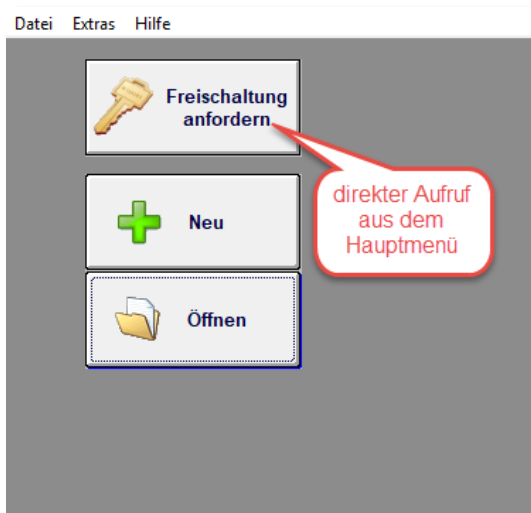 Datei Extras Hilfe
Freischaltung
anfordern
direkter Aufruf
aus dem
Hauptmenü
Neu
Öffnen